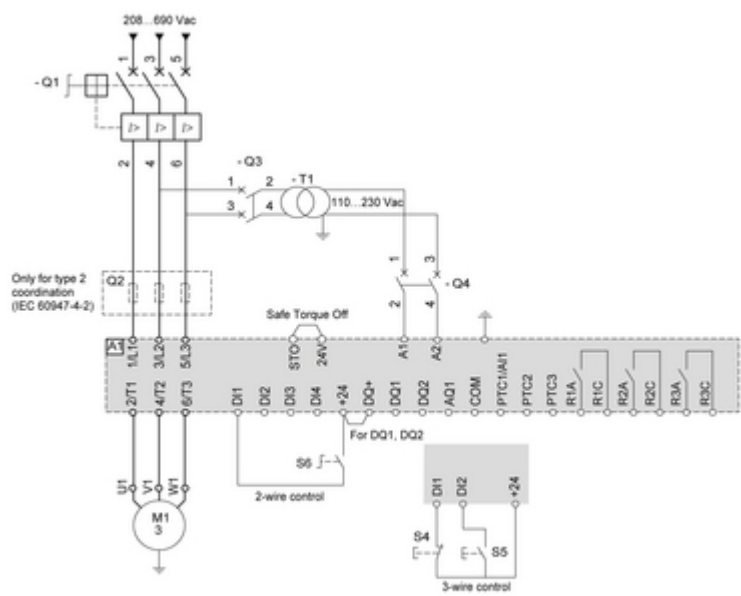 208...690 Vac
1
3
5
- Q1
I>
I>
I>
2
4
6
- Q3
1
2
- T1
3
4
110...230 Vac
1
3
- Q4
2
4
Only for type 2
coordination
(IEC 60947-4-2)
Q2
Safe Torque Off
A1
1/L1
3/L2
5/L3
STO
24V
A1
A2
2/T1
4/T2
6/T3
DI1
DI2
DI3
DI4
+24
DQ+
DQ1
DQ2
AQ1
COM
PTC1/AI1
PTC2
PTC3
R1A
R1C
R2A
R2C
R3A
R3C
For DQ1, DQ2
S6
2-wire control
U1
V1
W1
M1
3
DI1
DI2
+24
S4
S5
3-wire control